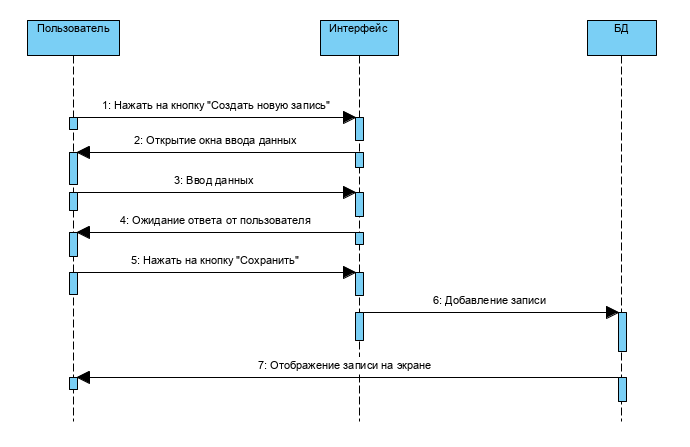 Пользователь
Интерфейс
БД
1: Нажать на кнопку "Создать новую запись"
2: Открытие окна ввода данных
3: Ввод данных
4: Ожидание ответа от пользователя
5: Нажать на кнопку "Сохранить"
6: Добавление записи
7: Отображение записи на экране